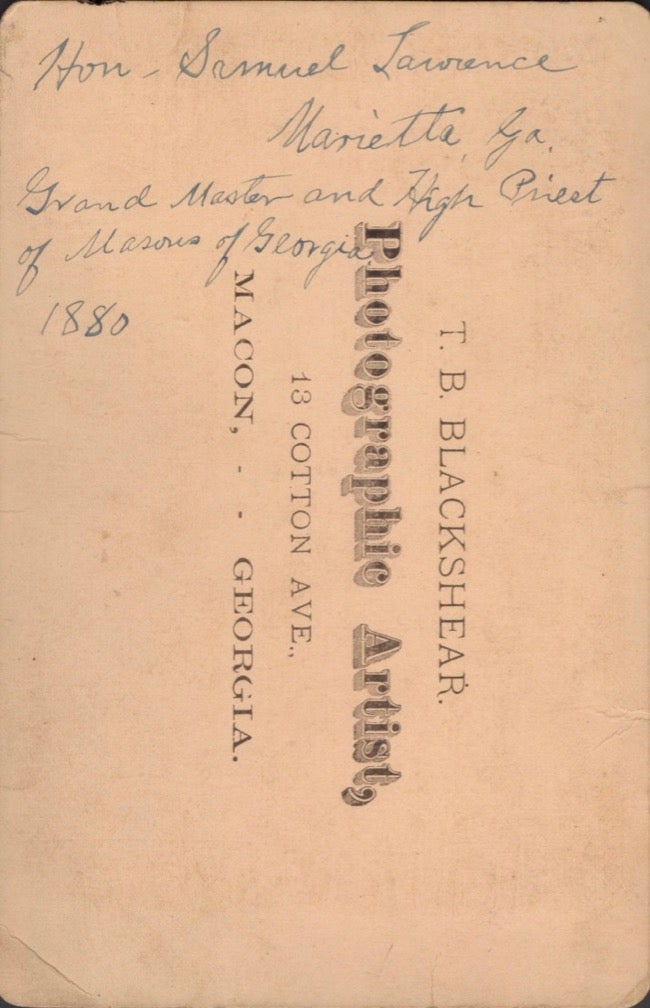 Hon - Samuel Lawrence
Marietta, Ga.
Grand Master and High Priest
of Masons of Georgia.
1880
T. B. BLACKSHEAR.
Photographic Artist,
13 COTTON AVE.,
MACON, - - GEORGIA.